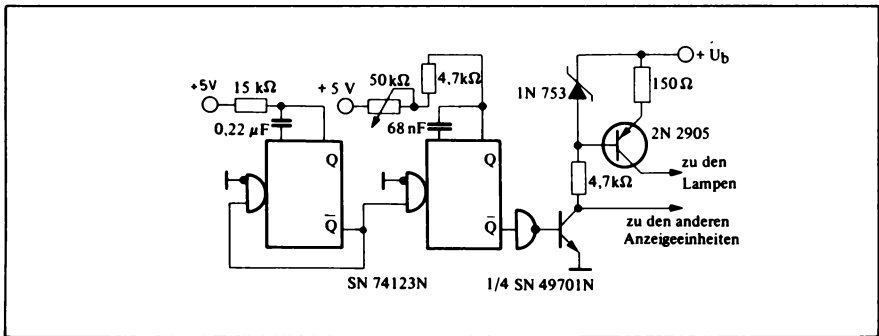 +5V
15 kΩ
0,22 µF
Q
Q̅
+ 5 V
50kΩ
4,7kΩ
68 nF
Q
Q̅
SN 74123N
1/4 SN 49701N
1N 753
+ Ub
150Ω
2N 2905
zu den
Lampen
4,7kΩ
zu den anderen
Anzeigeeinheiten